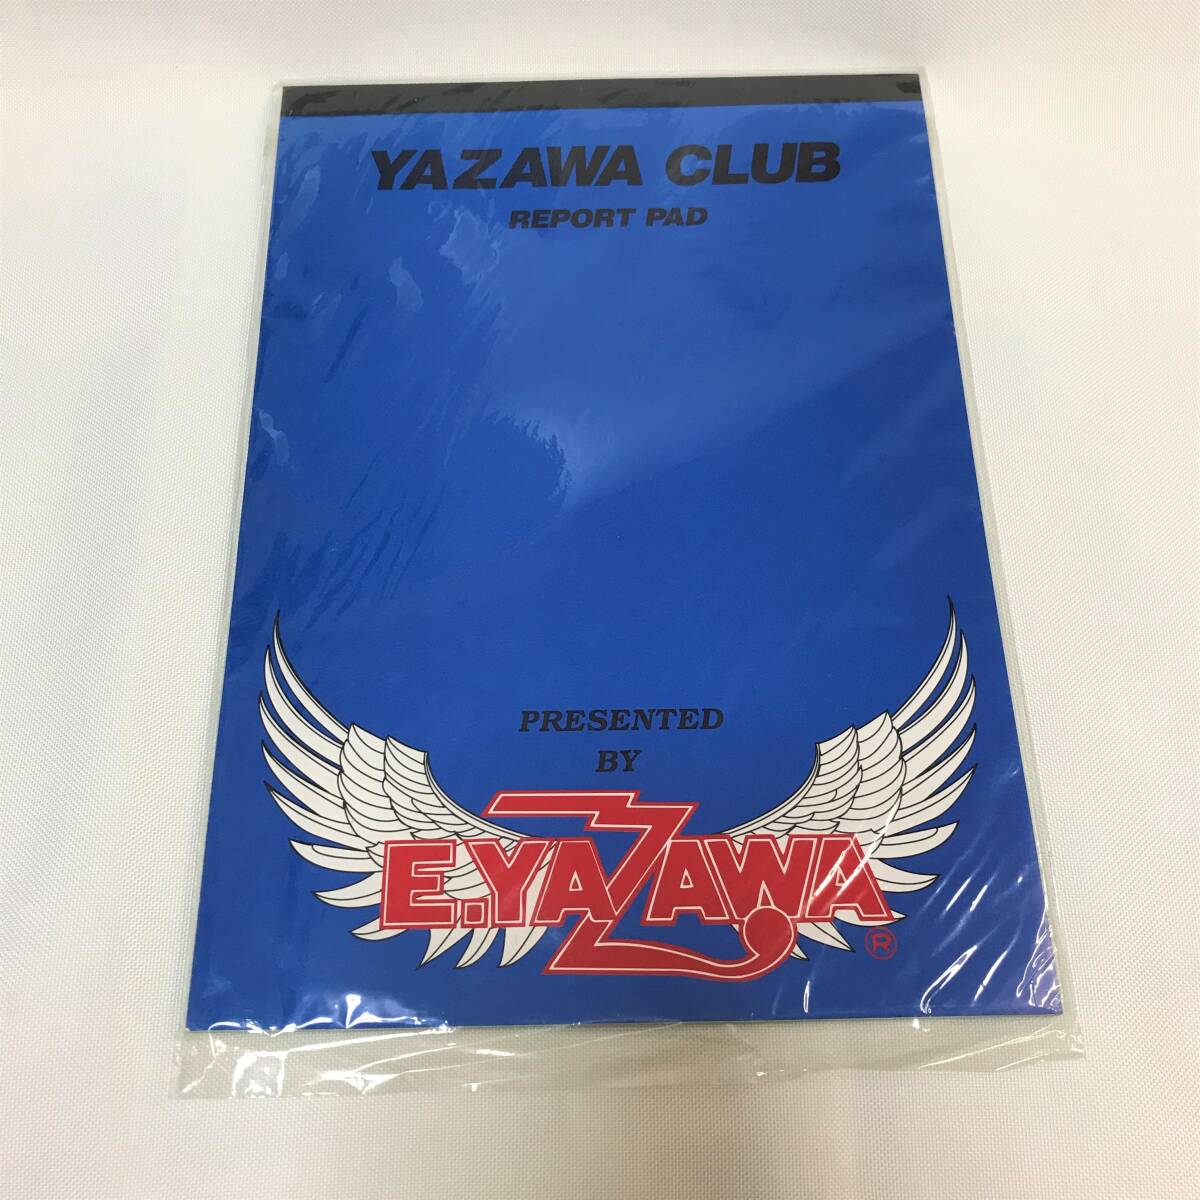 YAZAWA CLUB
REPORT PAD
PRESENTED
BY
E.YAZAWA
®